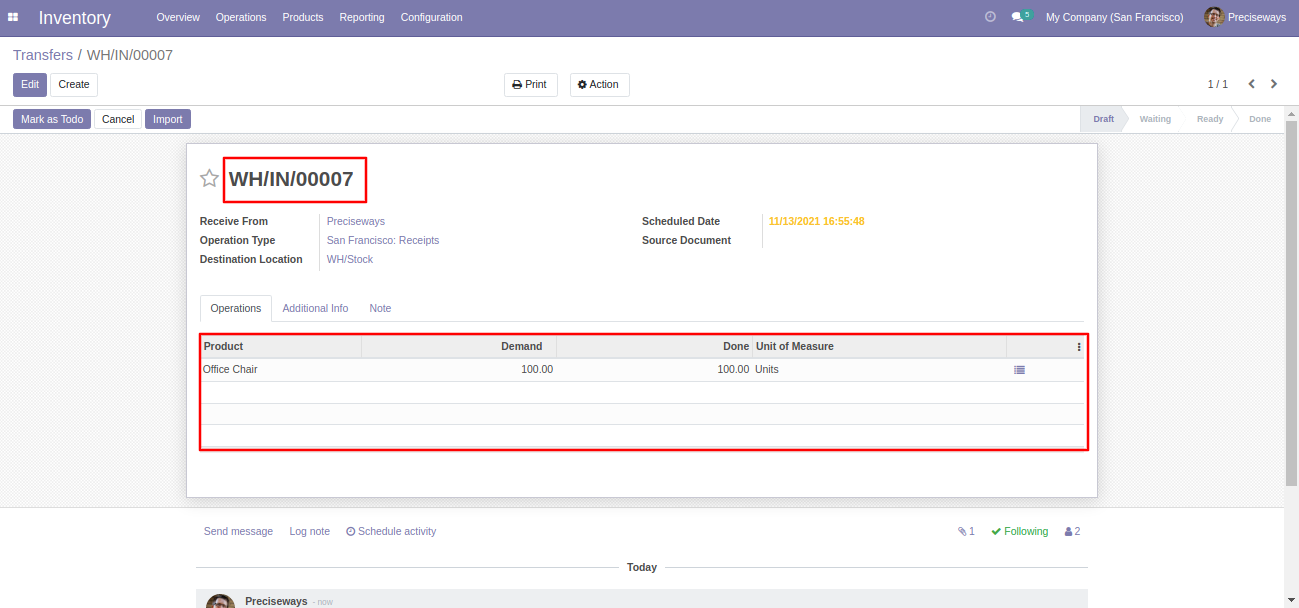 Inventory Overview Operations Products Reporting Configuration 5 My Company (San Francisco) Preciseways
Transfers / WH/IN/00007
Edit Create Print Action 1 / 1
Mark as Todo Cancel Import Draft Waiting Ready Done
WH/IN/00007
Receive From Preciseways Scheduled Date 11/13/2021 16:55:48
Operation Type San Francisco: Receipts Source Document
Destination Location WH/Stock
Operations Additional Info Note
Product Demand Done Unit of Measure
Office Chair 100.00 100.00 Units
Send message Log note Schedule activity 1 Following 2
Today
Preciseways - now